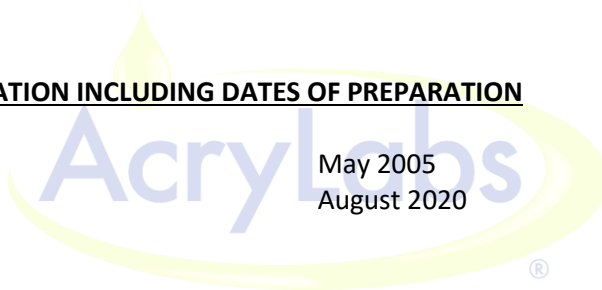 ATION INCLUDING DATES OF PREPARATION
AcryLabs
May 2005
August 2020
®